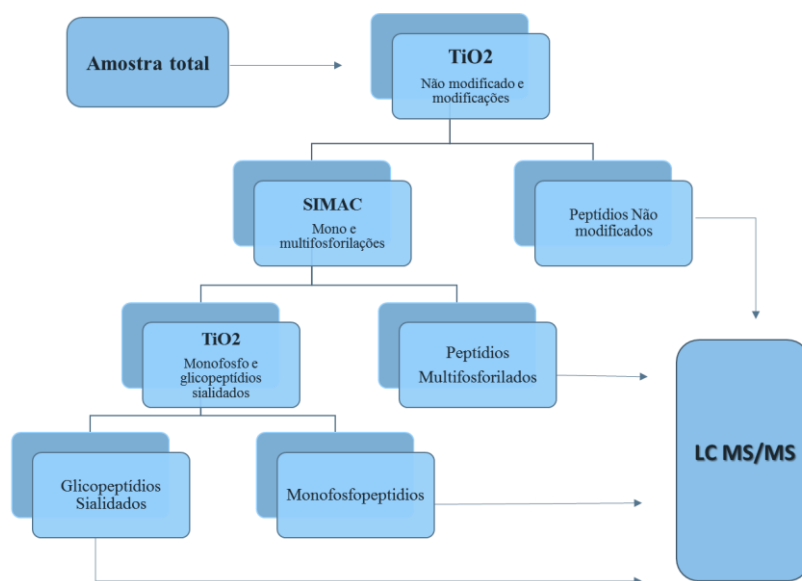 Amostra total
TiO2
Não modificado e
modificações
SIMAC
Mono e
multifosforilações
Peptídios Não
modificados
TiO2
Monofosfo e
glicopeptídios
sialidados
Peptídios
Multifosforilados
LC MS/MS
Glicopeptídios
Sialidados
Monofosfopeptidios